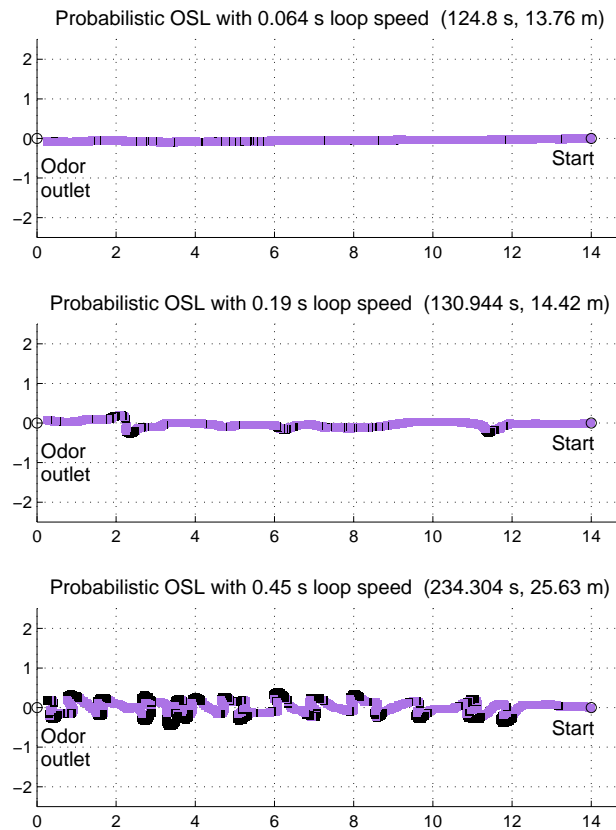 Probabilistic OSL with 0.064 s loop speed (124.8 s, 13.76 m)
2
1
0
Odor
outlet
Start
−1
−2
0 2 4 6 8 10 12 14
Probabilistic OSL with 0.19 s loop speed (130.944 s, 14.42 m)
2
1
0
Odor
outlet
Start
−1
−2
0 2 4 6 8 10 12 14
Probabilistic OSL with 0.45 s loop speed (234.304 s, 25.63 m)
2
1
0
Odor
outlet
Start
−1
−2
0 2 4 6 8 10 12 14